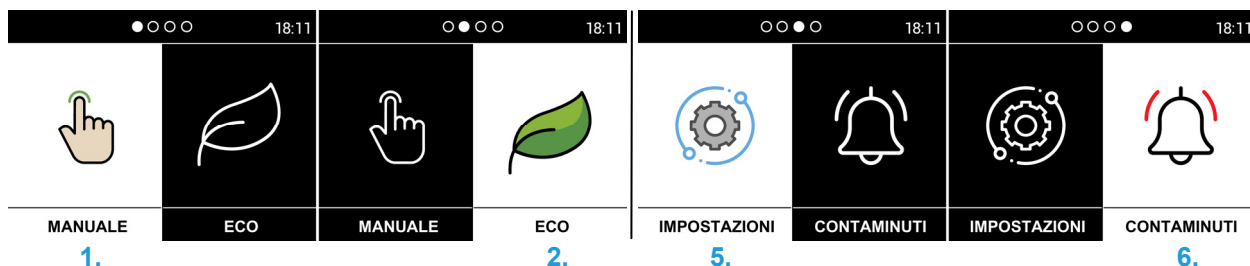 18:11 18:11 18:11 18:11
MANUALE ECO MANUALE ECO IMPOSTAZIONI CONTAMINUTI IMPOSTAZIONI CONTAMINUTI
1. 2. 5. 6.